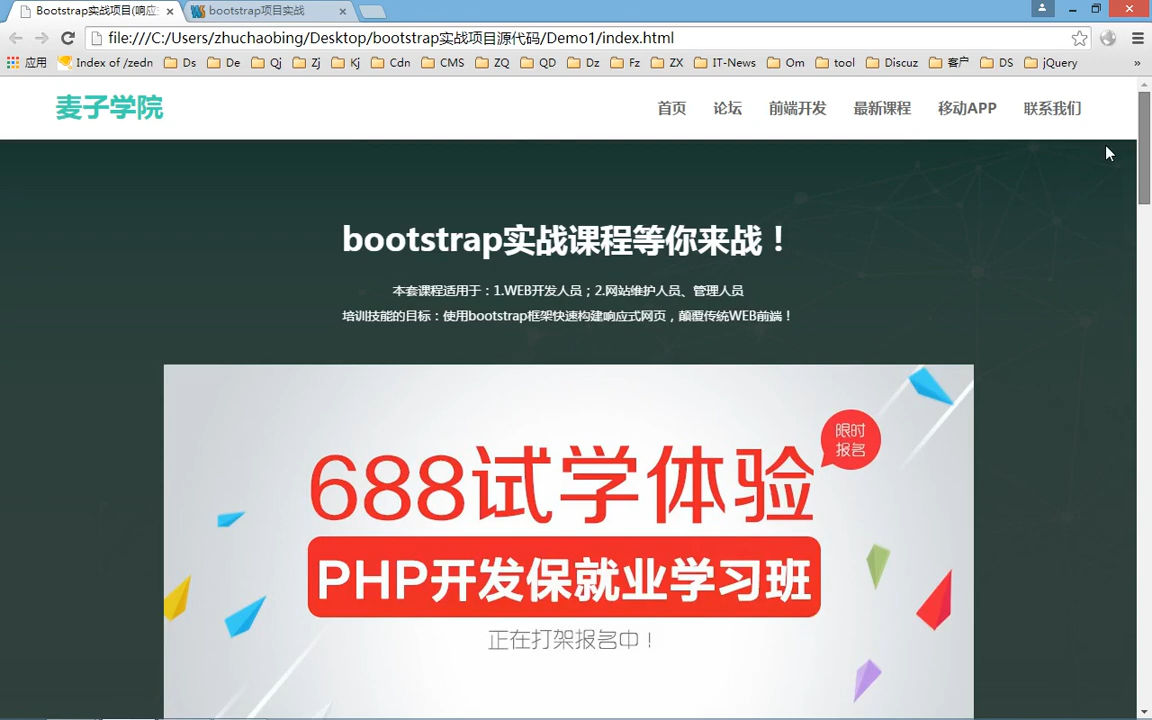 Bootstrap实战项目(响应
bootstrap项目实战
file:///C:/Users/zhuchaobing/Desktop/bootstrap实战项目源代码/Demo1/index.html
应用 Index of /zedn Ds De Qj Zj Kj Cdn CMS ZQ QD Dz Fz ZX IT-News Om tool Discuz 客户 DS jQuery »
麦子学院 首页 论坛 前端开发 最新课程 移动APP 联系我们
bootstrap实战课程等你来战！
本套课程适用于：1.WEB开发人员；2.网站维护人员、管理人员
培训技能的目标：使用bootstrap框架快速构建响应式网页，颠覆传统WEB前端！
限时
报名
688试学体验
PHP开发保就业学习班
正在打架报名中！